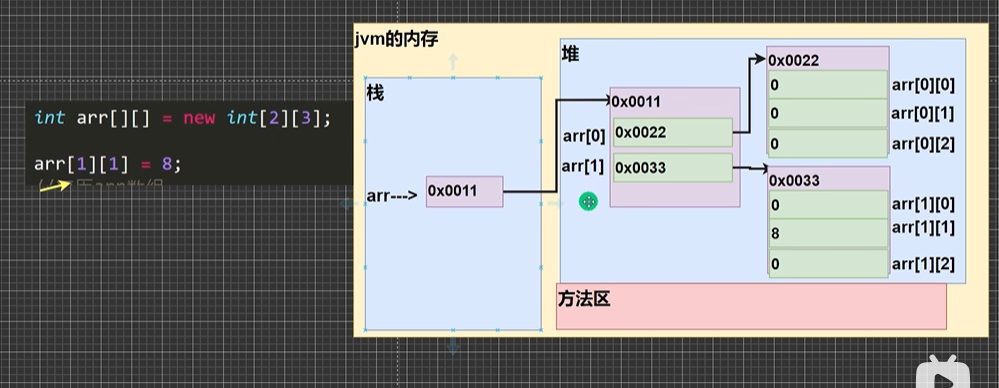 int arr[][] = new int[2][3];
arr[1][1] = 8;
jvm的内存
栈
arr---> 0x0011
堆
0x0011
arr[0] 0x0022
arr[1] 0x0033
0x0022
0 arr[0][0]
0 arr[0][1]
0 arr[0][2]
0x0033
0 arr[1][0]
8 arr[1][1]
0 arr[1][2]
方法区